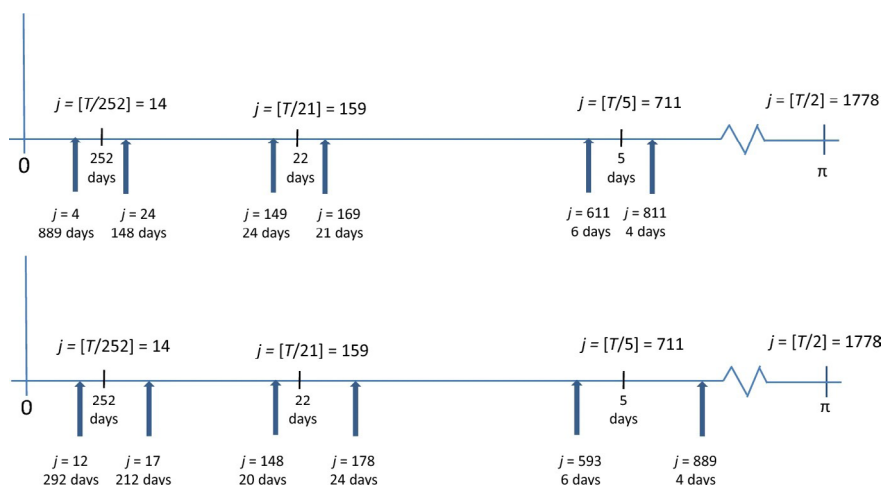 j = [T/252] = 14
j = [T/21] = 159
j = [T/5] = 711
j = [T/2] = 1778
0
252
days
22
days
5
days
π
j = 4
889 days
j = 24
148 days
j = 149
24 days
j = 169
21 days
j = 611
6 days
j = 811
4 days
j = [T/252] = 14
j = [T/21] = 159
j = [T/5] = 711
j = [T/2] = 1778
0
252
days
22
days
5
days
π
j = 12
292 days
j = 17
212 days
j = 148
20 days
j = 178
24 days
j = 593
6 days
j = 889
4 days